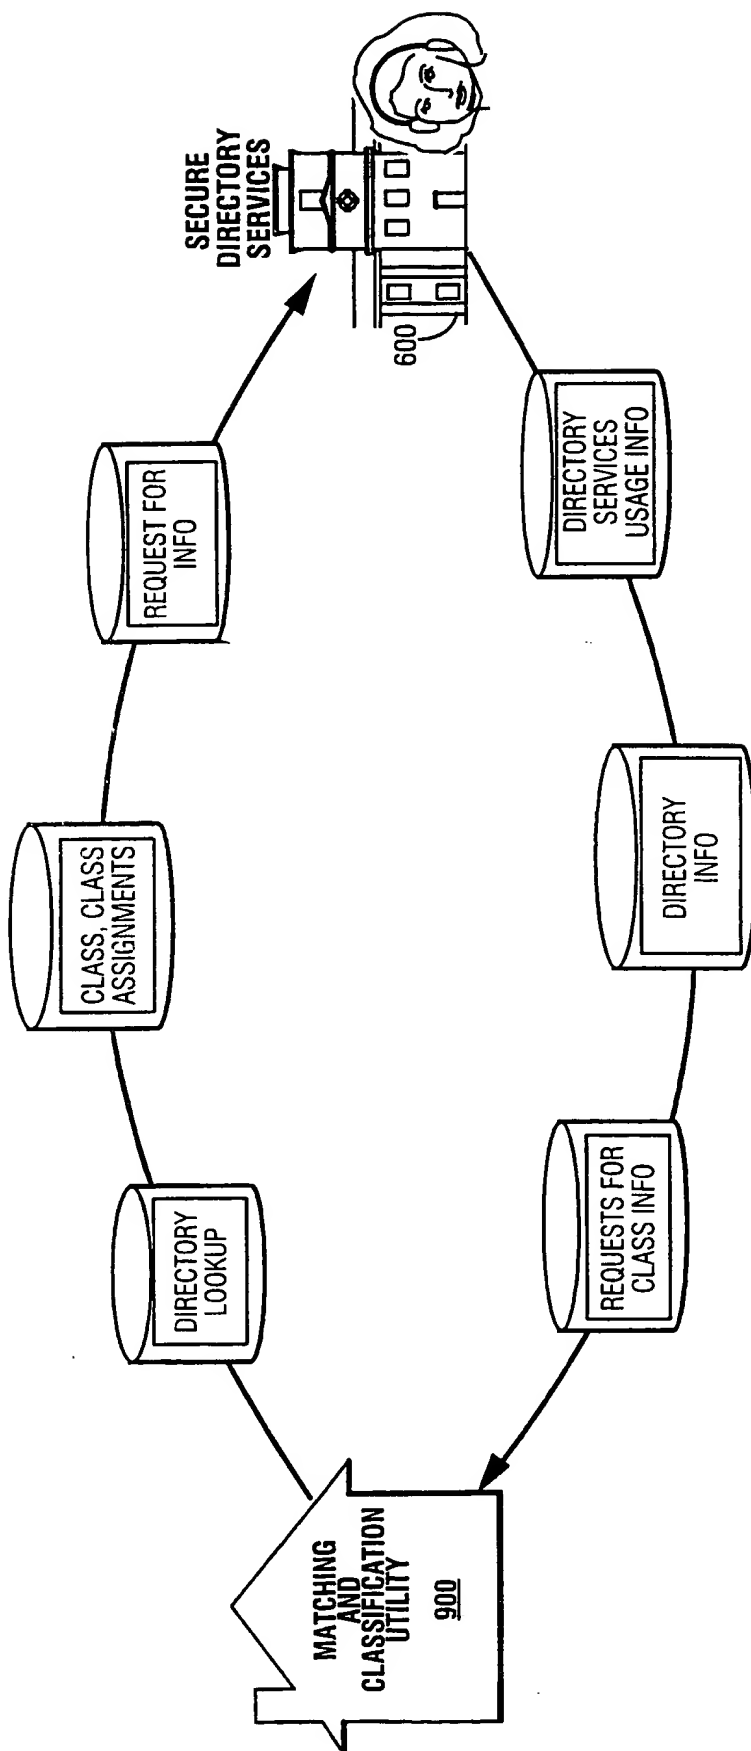 SECURE
DIRECTORY
SERVICES
600
REQUEST FOR
INFO
CLASS, CLASS
ASSIGNMENTS
DIRECTORY
LOOKUP
MATCHING
AND
CLASSIFICATION
UTILITY
900
REQUESTS FOR
CLASS INFO
DIRECTORY
INFO
DIRECTORY
SERVICES
USAGE INFO